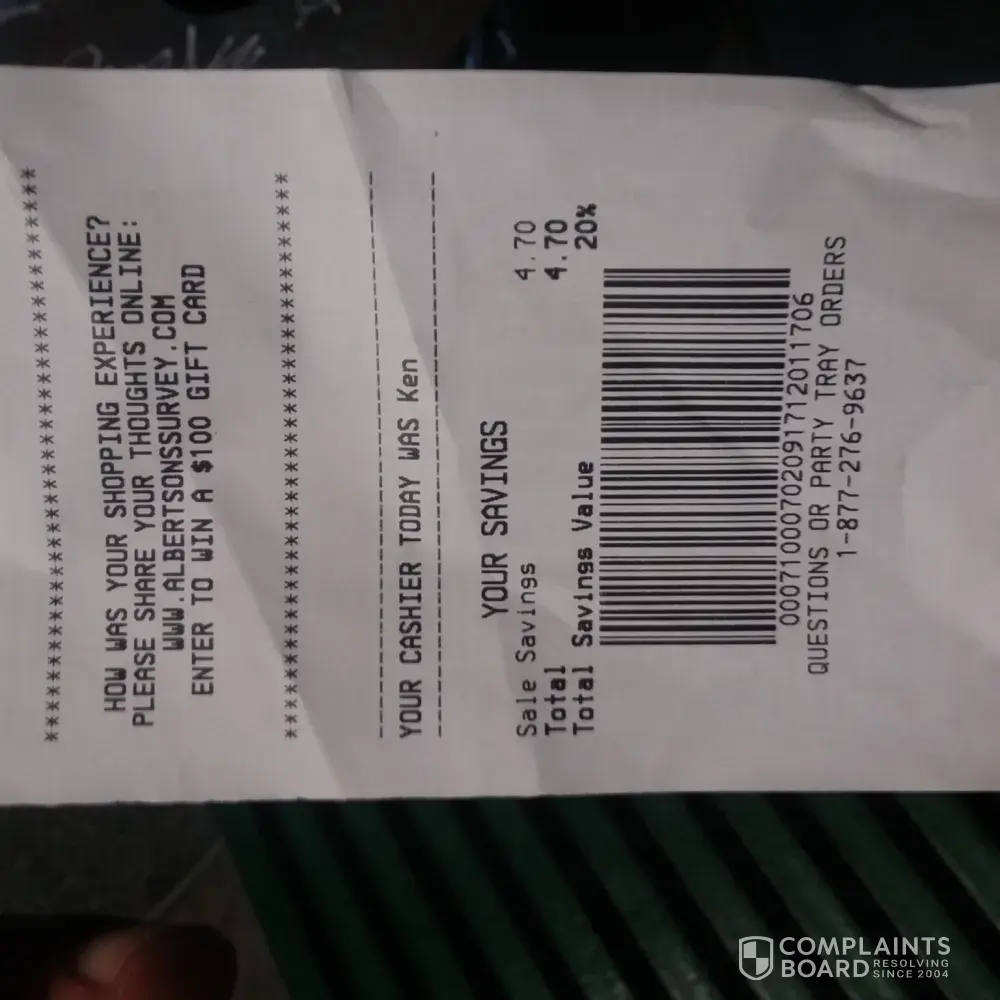 ****************************************
HOW WAS YOUR SHOPPING EXPERIENCE?
PLEASE SHARE YOUR THOUGHTS ONLINE:
WWW.ALBERTSONSSURVEY.COM
ENTER TO WIN A $100 GIFT CARD
****************************************
----------------------------------------
YOUR CASHIER TODAY WAS Ken
----------------------------------------
YOUR SAVINGS
Sale Savings 4.70
Total 4.70
Total Savings Value 20%
00071000702091712011706
QUESTIONS OR PARTY TRAY ORDERS
1-877-276-9637
COMPLAINTS
BOARD RESOLVING
SINCE 2004